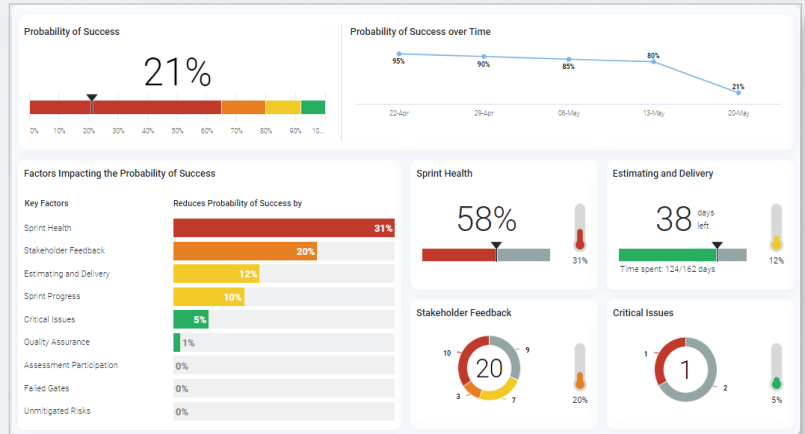 Probability of Success
21%
0% 10% 20% 30% 40% 50% 60% 70% 80% 90% 10...
Probability of Success over Time
95%
90%
85%
80%
21%
22-Apr
29-Apr
06-May
13-May
20-May
Factors Impacting the Probability of Success
Key Factors
Reduces Probability of Success by
Sprint Health 31%
Stakeholder Feedback 20%
Estimating and Delivery 12%
Sprint Progress 10%
Critical Issues 5%
Quality Assurance 1%
Assessment Participation 0%
Failed Gates 0%
Unmitigated Risks 0%
Sprint Health
58%
31%
Estimating and Delivery
38 days left
Time spent: 124/162 days
12%
Stakeholder Feedback
10
9
20
3
7
20%
Critical Issues
1
1
2
5%